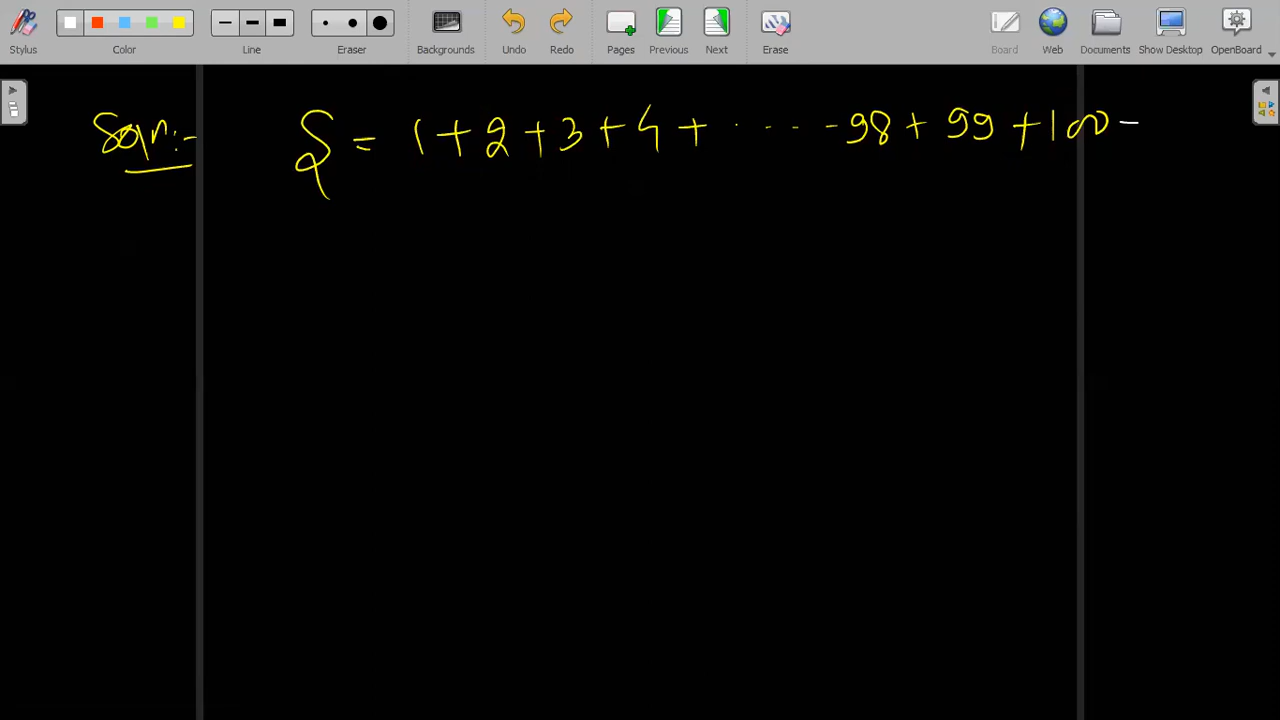 Stylus Color Line Eraser Backgrounds Undo Redo Pages Previous Next Erase Board Web Documents Show Desktop OpenBoard
Soln:- S = 1 + 2 + 3 + 4 + ..... 98 + 99 + 100 -